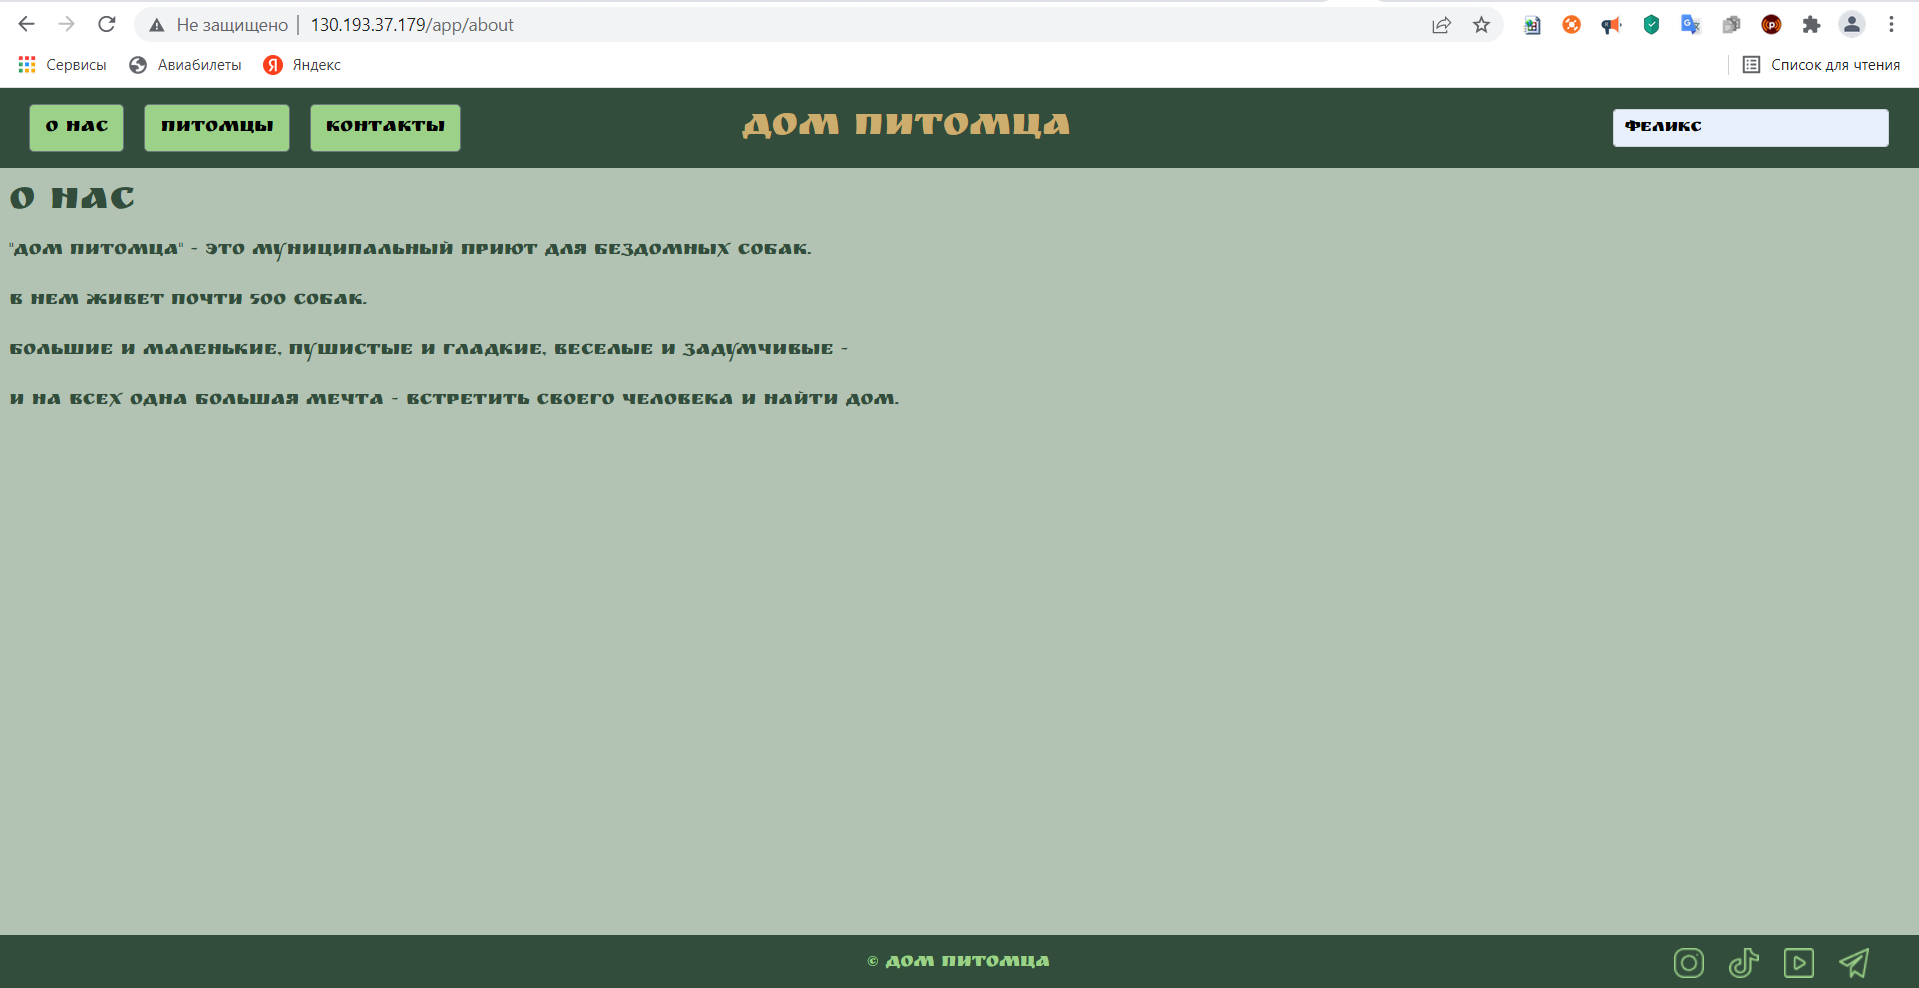 Не защищено | 130.193.37.179/app/about
Сервисы Авиабилеты Яндекс Список для чтения
О НАС ПИТОМЦЫ КОНТАКТЫ ДОМ ПИТОМЦА ФЕЛИКС
О НАС
"ДОМ ПИТОМЦА" - ЭТО МУНИЦИПАЛЬНЫЙ ПРИЮТ ДЛЯ БЕЗДОМНЫХ СОБАК.
В НЕМ ЖИВЕТ ПОЧТИ 500 СОБАК.
БОЛЬШИЕ И МАЛЕНЬКИЕ, ПУШИСТЫЕ И ГЛАДКИЕ, ВЕСЕЛЫЕ И ЗАДУМЧИВЫЕ -
И НА ВСЕХ ОДНА БОЛЬШАЯ МЕЧТА - ВСТРЕТИТЬ СВОЕГО ЧЕЛОВЕКА И НАЙТИ ДОМ.
© ДОМ ПИТОМЦА